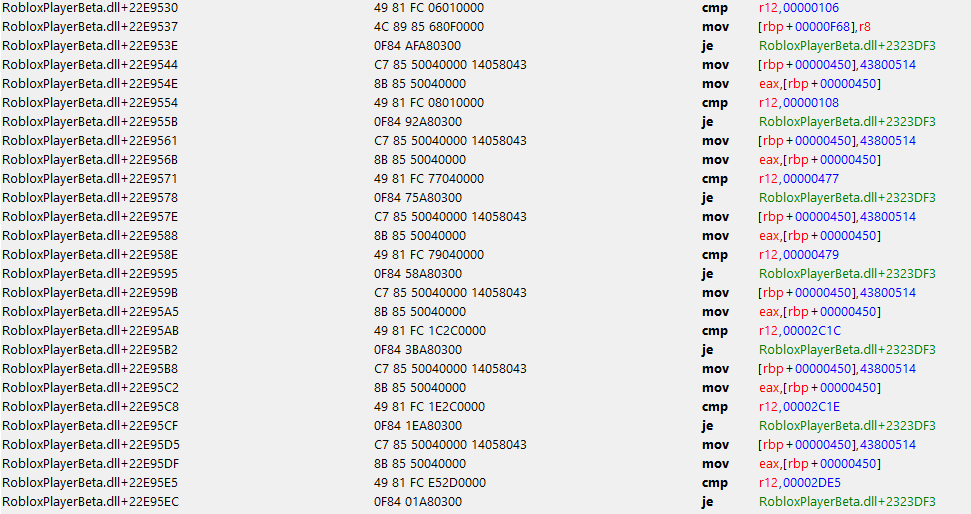 RobloxPlayerBeta.dll+22E9530 49 81 FC 06010000 cmp r12,00000106
RobloxPlayerBeta.dll+22E9537 4C 89 85 680F0000 mov [rbp+00000F68],r8
RobloxPlayerBeta.dll+22E953E 0F84 AFA80300 je RobloxPlayerBeta.dll+2323DF3
RobloxPlayerBeta.dll+22E9544 C7 85 50040000 14058043 mov [rbp+00000450],43800514
RobloxPlayerBeta.dll+22E954E 8B 85 50040000 mov eax,[rbp+00000450]
RobloxPlayerBeta.dll+22E9554 49 81 FC 08010000 cmp r12,00000108
RobloxPlayerBeta.dll+22E955B 0F84 92A80300 je RobloxPlayerBeta.dll+2323DF3
RobloxPlayerBeta.dll+22E9561 C7 85 50040000 14058043 mov [rbp+00000450],43800514
RobloxPlayerBeta.dll+22E956B 8B 85 50040000 mov eax,[rbp+00000450]
RobloxPlayerBeta.dll+22E9571 49 81 FC 77040000 cmp r12,00000477
RobloxPlayerBeta.dll+22E9578 0F84 75A80300 je RobloxPlayerBeta.dll+2323DF3
RobloxPlayerBeta.dll+22E957E C7 85 50040000 14058043 mov [rbp+00000450],43800514
RobloxPlayerBeta.dll+22E9588 8B 85 50040000 mov eax,[rbp+00000450]
RobloxPlayerBeta.dll+22E958E 49 81 FC 79040000 cmp r12,00000479
RobloxPlayerBeta.dll+22E9595 0F84 58A80300 je RobloxPlayerBeta.dll+2323DF3
RobloxPlayerBeta.dll+22E959B C7 85 50040000 14058043 mov [rbp+00000450],43800514
RobloxPlayerBeta.dll+22E95A5 8B 85 50040000 mov eax,[rbp+00000450]
RobloxPlayerBeta.dll+22E95AB 49 81 FC 1C2C0000 cmp r12,00002C1C
RobloxPlayerBeta.dll+22E95B2 0F84 3BA80300 je RobloxPlayerBeta.dll+2323DF3
RobloxPlayerBeta.dll+22E95B8 C7 85 50040000 14058043 mov [rbp+00000450],43800514
RobloxPlayerBeta.dll+22E95C2 8B 85 50040000 mov eax,[rbp+00000450]
RobloxPlayerBeta.dll+22E95C8 49 81 FC 1E2C0000 cmp r12,00002C1E
RobloxPlayerBeta.dll+22E95CF 0F84 1EA80300 je RobloxPlayerBeta.dll+2323DF3
RobloxPlayerBeta.dll+22E95D5 C7 85 50040000 14058043 mov [rbp+00000450],43800514
RobloxPlayerBeta.dll+22E95DF 8B 85 50040000 mov eax,[rbp+00000450]
RobloxPlayerBeta.dll+22E95E5 49 81 FC E52D0000 cmp r12,00002DE5
RobloxPlayerBeta.dll+22E95EC 0F84 01A80300 je RobloxPlayerBeta.dll+2323DF3